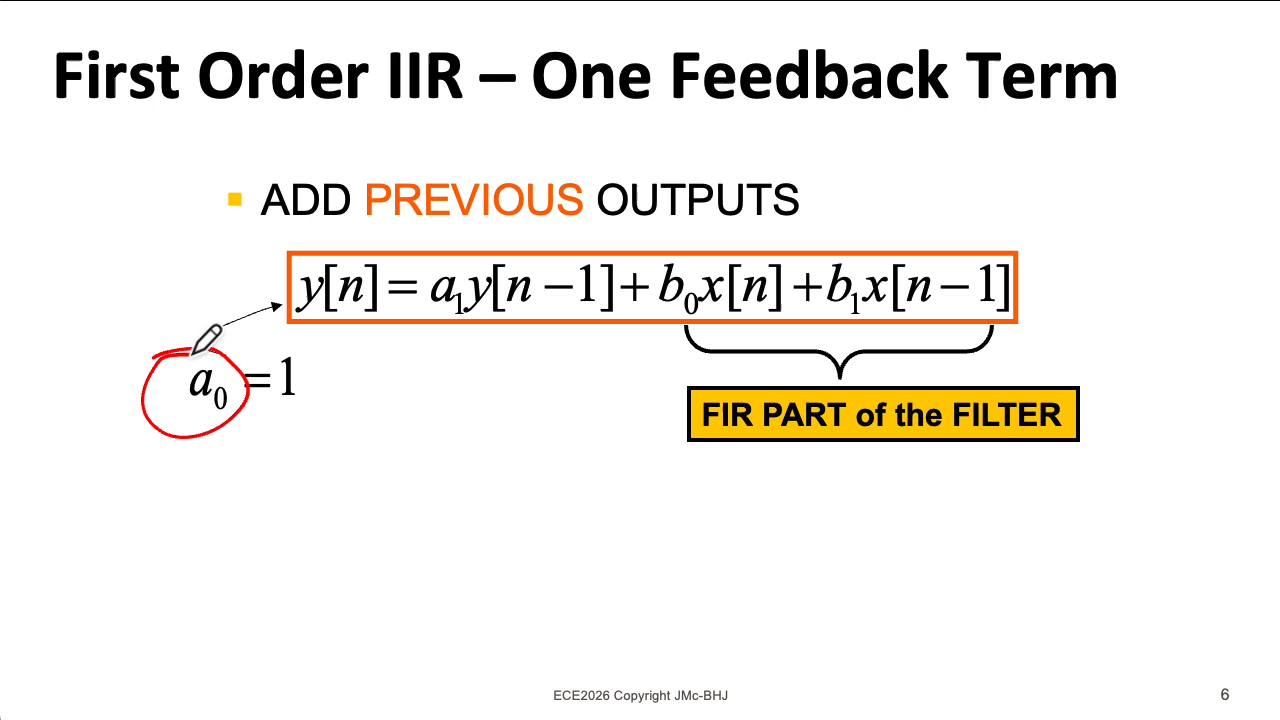 First Order IIR – One Feedback Term
▪ ADD PREVIOUS OUTPUTS
y[n] = a₁y[n −1]+ b₀x[n] +b₁x[n −1]
a₀ =1
FIR PART of the FILTER
ECE2026 Copyright JMc-BHJ
6